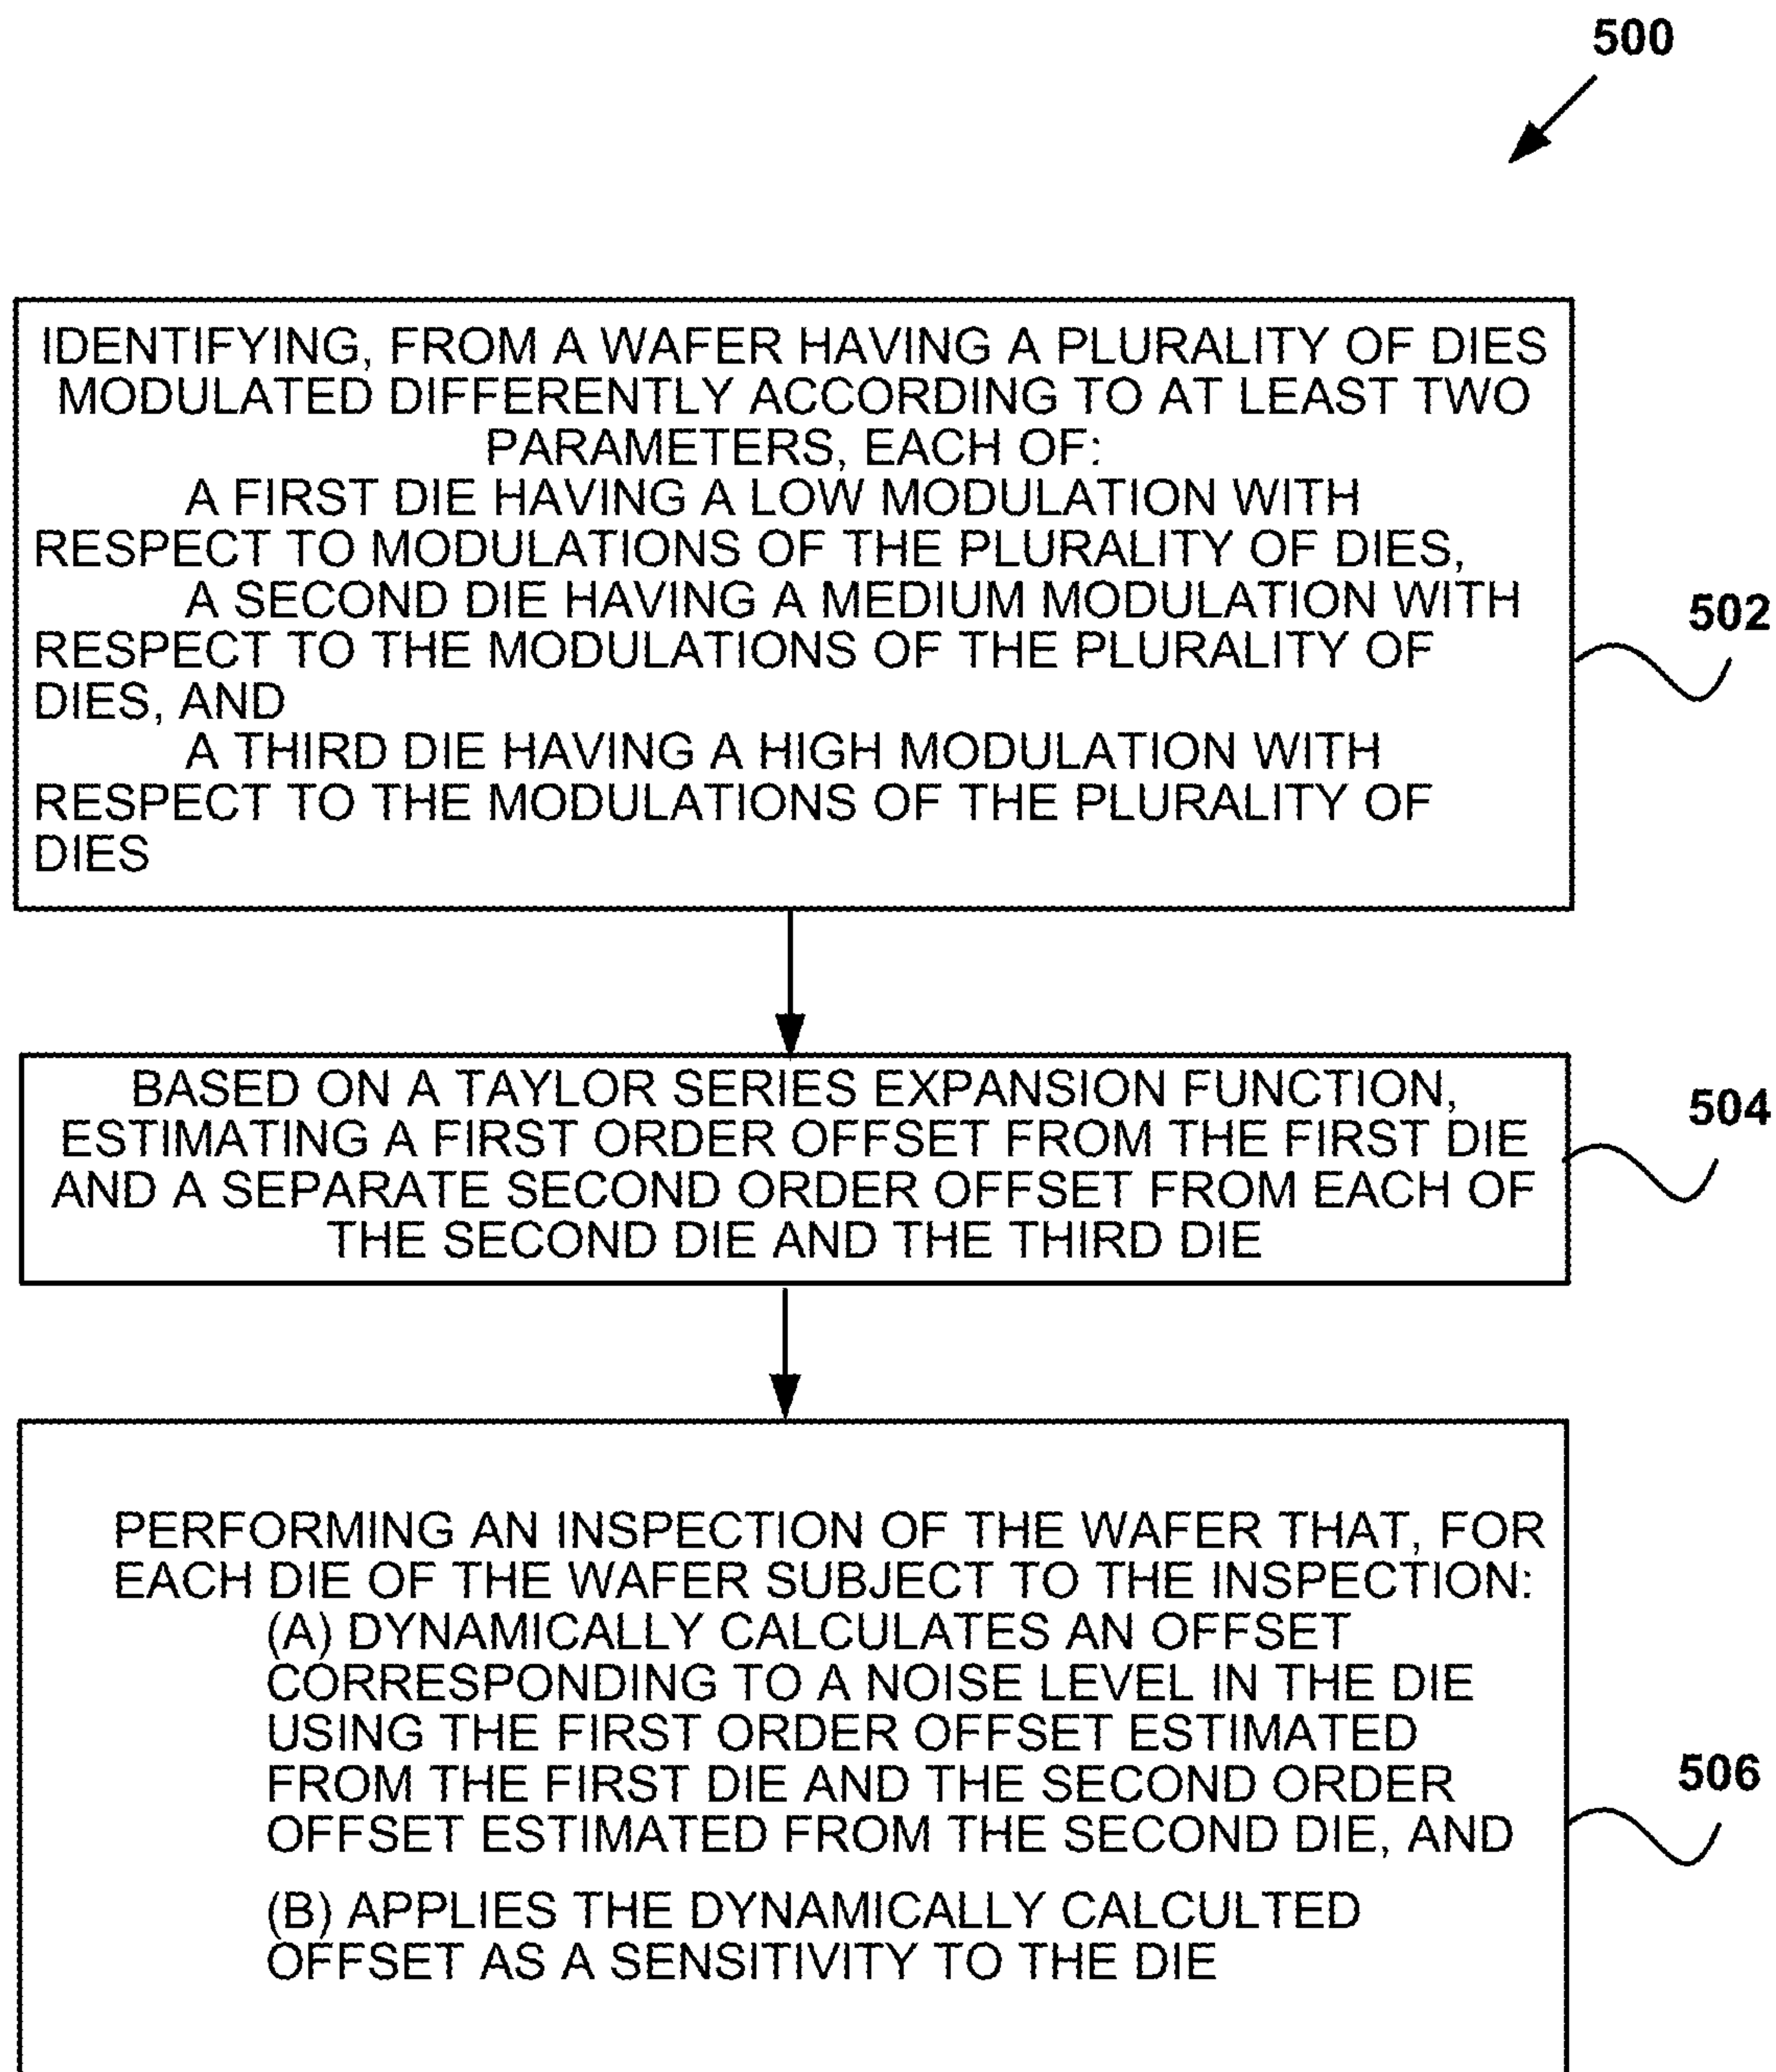 500
IDENTIFYING, FROM A WAFER HAVING A PLURALITY OF DIES
MODULATED DIFFERENTLY ACCORDING TO AT LEAST TWO
PARAMETERS, EACH OF:
A FIRST DIE HAVING A LOW MODULATION WITH
RESPECT TO MODULATIONS OF THE PLURALITY OF DIES,
A SECOND DIE HAVING A MEDIUM MODULATION WITH
RESPECT TO THE MODULATIONS OF THE PLURALITY OF
DIES, AND
A THIRD DIE HAVING A HIGH MODULATION WITH
RESPECT TO THE MODULATIONS OF THE PLURALITY OF
DIES
502
BASED ON A TAYLOR SERIES EXPANSION FUNCTION,
ESTIMATING A FIRST ORDER OFFSET FROM THE FIRST DIE
AND A SEPARATE SECOND ORDER OFFSET FROM EACH OF
THE SECOND DIE AND THE THIRD DIE
504
PERFORMING AN INSPECTION OF THE WAFER THAT, FOR
EACH DIE OF THE WAFER SUBJECT TO THE INSPECTION:
(A) DYNAMICALLY CALCULATES AN OFFSET
CORRESPONDING TO A NOISE LEVEL IN THE DIE
USING THE FIRST ORDER OFFSET ESTIMATED
FROM THE FIRST DIE AND THE SECOND ORDER
OFFSET ESTIMATED FROM THE SECOND DIE, AND
(B) APPLIES THE DYNAMICALLY CALCULTED
OFFSET AS A SENSITIVITY TO THE DIE
506